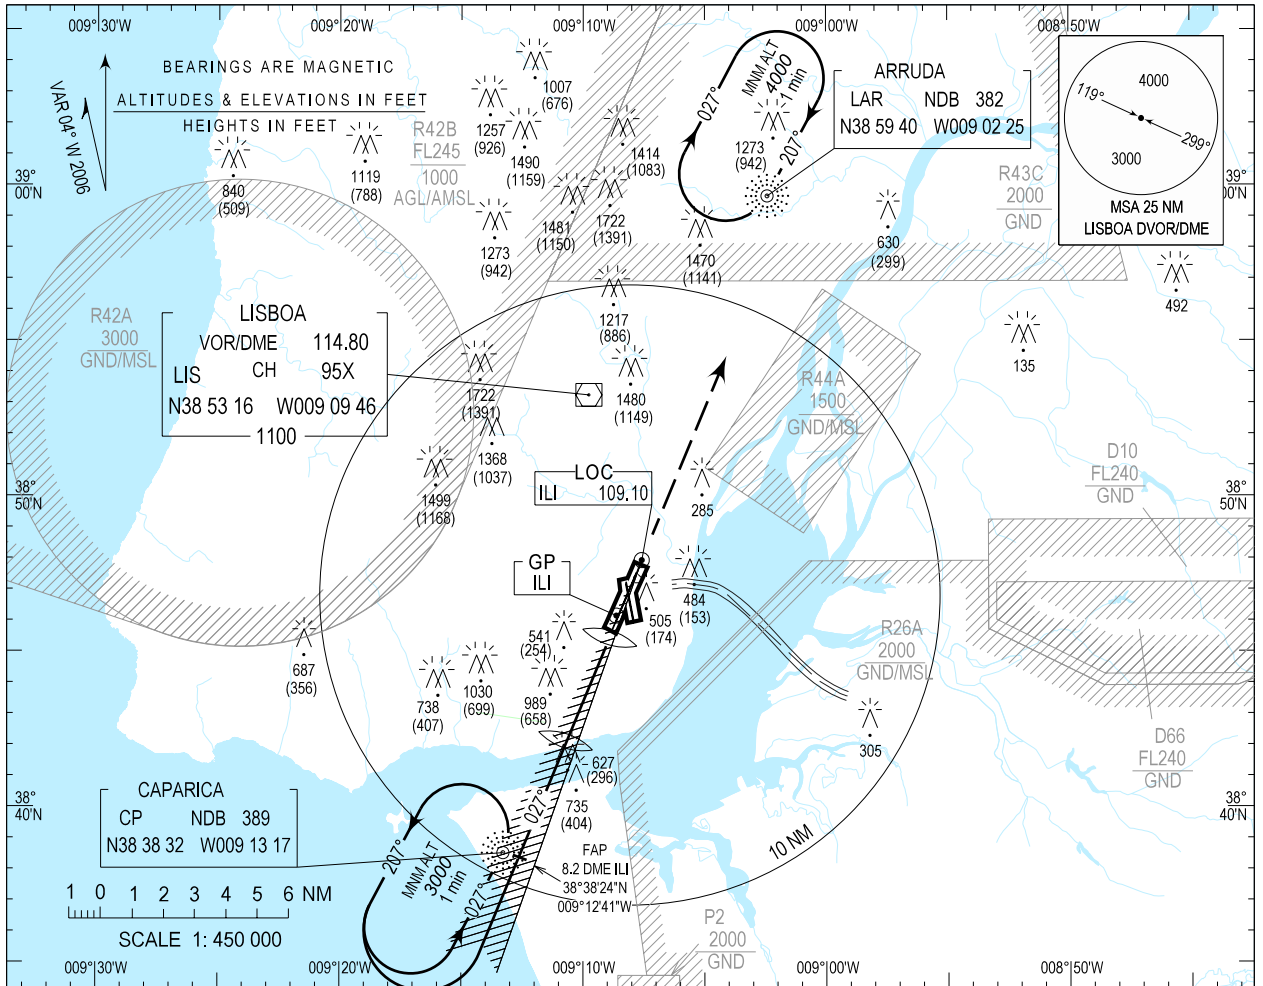 009°30'W
009°20'W
009°10'W
009°00'W
008°50'W
BEARINGS ARE MAGNETIC
ALTITUDES & ELEVATIONS IN FEET
HEIGHTS IN FEET
VAR 04° W 2006
R42B
FL245
1000
AGL/AMSL
840
(509)
1119
(788)
1257
(926)
1007
(676)
1490
(1159)
1414
(1083)
1481
(1150)
1722
(1391)
1273
(942)
1470
(1141)
1273
(942)
630
(299)
027°
MNM ALT
4000
1 min
207°
ARRUDA
LAR NDB 382
N38 59 40 W009 02 25
R43C
2000
GND
119°
4000
299°
3000
MSA 25 NM
LISBOA DVOR/DME
39°
00'N
39°
00'N
492
135
R42A
3000
GND/MSL
LISBOA
VOR/DME 114.80
LIS CH 95X
N38 53 16 W009 09 46
1100
1217
(886)
1722
(1391)
1480
(1149)
1368
(1037)
1499
(1168)
R44A
1500
GND/MSL
D10
FL240
GND
LOC
ILI 109.10
285
38°
50'N
38°
50'N
GP
ILI
484
(153)
505
(174)
541
(254)
R26A
2000
GND/MSL
687
(356)
738
(407)
1030
(699)
989
(658)
305
D66
FL240
GND
627
(296)
735
(404)
027°
38°
40'N
38°
40'N
CAPARICA
CP NDB 389
N38 38 32 W009 13 17
207°
MNM ALT
3000
1 min
027°
FAP
8.2 DME ILI
38°38'24"N
009°12'41"W
10 NM
1 0 1 2 3 4 5 6 NM
SCALE 1: 450 000
P2
2000
GND
009°30'W
009°20'W
009°10'W
009°00'W
008°50'W